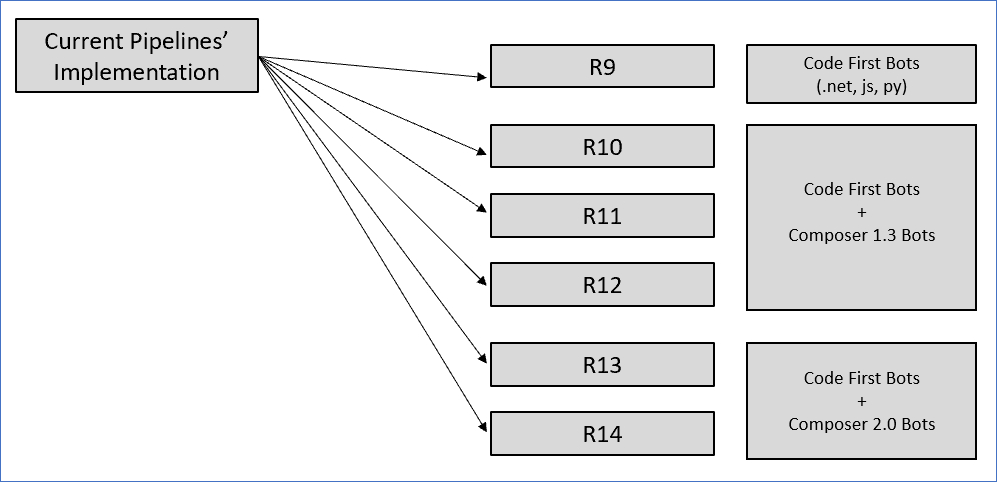 Current Pipelines’
Implementation
R9
Code First Bots
(.net, js, py)
R10
R11
R12
Code First Bots
+
Composer 1.3 Bots
R13
R14
Code First Bots
+
Composer 2.0 Bots